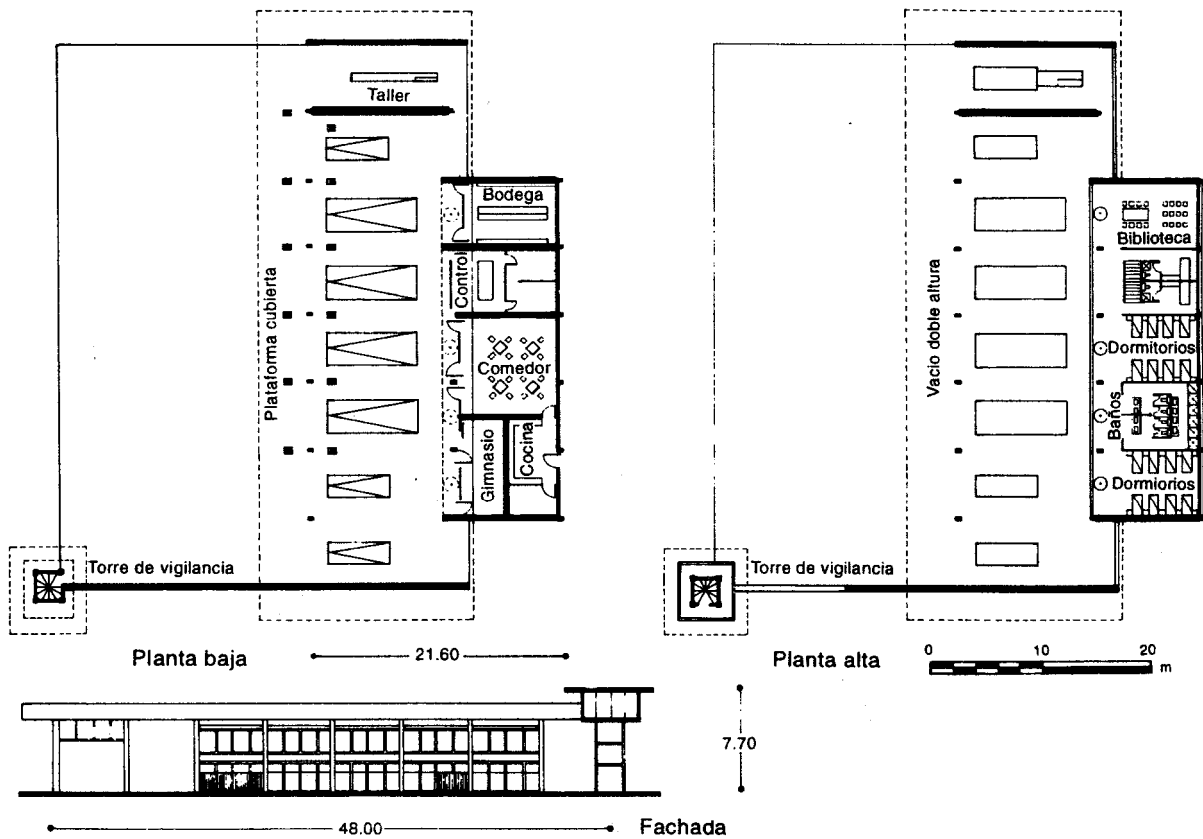 Taller
Bodega
Control
Plataforma cubierta
Comedor
Gimnasio
Cocina
Torre de vigilancia
Planta baja
21.60
Biblioteca
Vacio doble altura
Dormitorios
Baños
Dormiorios
Torre de vigilancia
Planta alta
0 10 20
m
7.70
48.00
Fachada